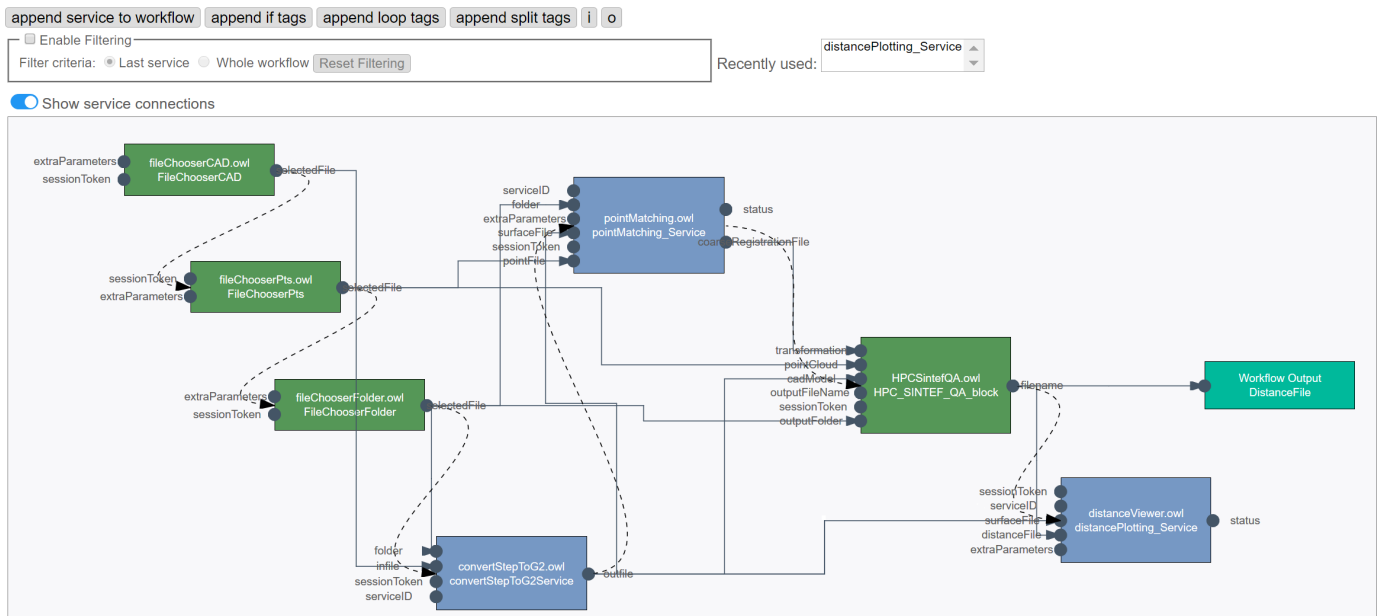 append service to workflow append if tags append loop tags append split tags i o
Enable Filtering
Filter criteria: Last service Whole workflow Reset Filtering
Recently used: distancePlotting_Service
Show service connections
extraParameters
sessionToken
fileChooserCAD.owl
FileChooserCAD
electedFile
sessionToken
extraParameters
fileChooserPts.owl
FileChooserPts
electedFile
extraParameters
sessionToken
fileChooserFolder.owl
FileChooserFolder
electedFile
folder
infile
sessionToken
serviceID
convertStepToG2.owl
convertStepToG2Service
outfile
serviceID
folder
extraParameters
surfaceFile
sessionToken
pointFile
pointMatching.owl
pointMatching_Service
status
coarseRegistrationFile
transformation
pointCloud
cadModel
outputFileName
sessionToken
outputFolder
HPCSintefQA.owl
HPC_SINTEF_QA_block
filename
Workflow Output
DistanceFile
sessionToken
serviceID
surfaceFile
distanceFile
extraParameters
distanceViewer.owl
distancePlotting_Service
status